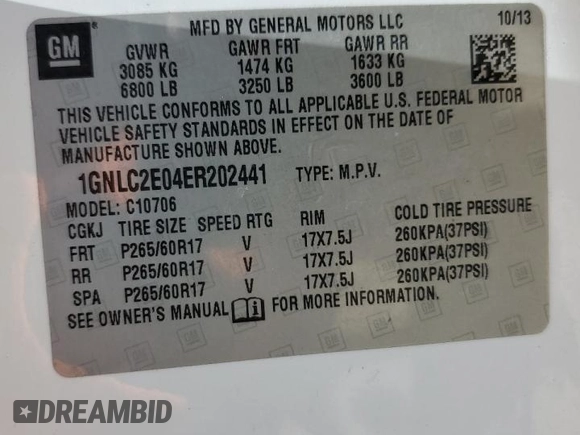 GM
MFD BY GENERAL MOTORS LLC 10/13
GVWR GAWR FRT GAWR RR
3085 KG 1474 KG 1633 KG
6800 LB 3250 LB 3600 LB
THIS VEHICLE CONFORMS TO ALL APPLICABLE U.S. FEDERAL MOTOR
VEHICLE SAFETY STANDARDS IN EFFECT ON THE DATE OF
MANUFACTURE SHOWN ABOVE.
1GNLC2E04ER202441 TYPE: M.P.V.
MODEL: C10706
CGKJ TIRE SIZE SPEED RTG RIM COLD TIRE PRESSURE
FRT P265/60R17 V 17X7.5J 260KPA(37PSI)
RR P265/60R17 V 17X7.5J 260KPA(37PSI)
SPA P265/60R17 V 17X7.5J 260KPA(37PSI)
SEE OWNER'S MANUAL FOR MORE INFORMATION.
DREAMBID